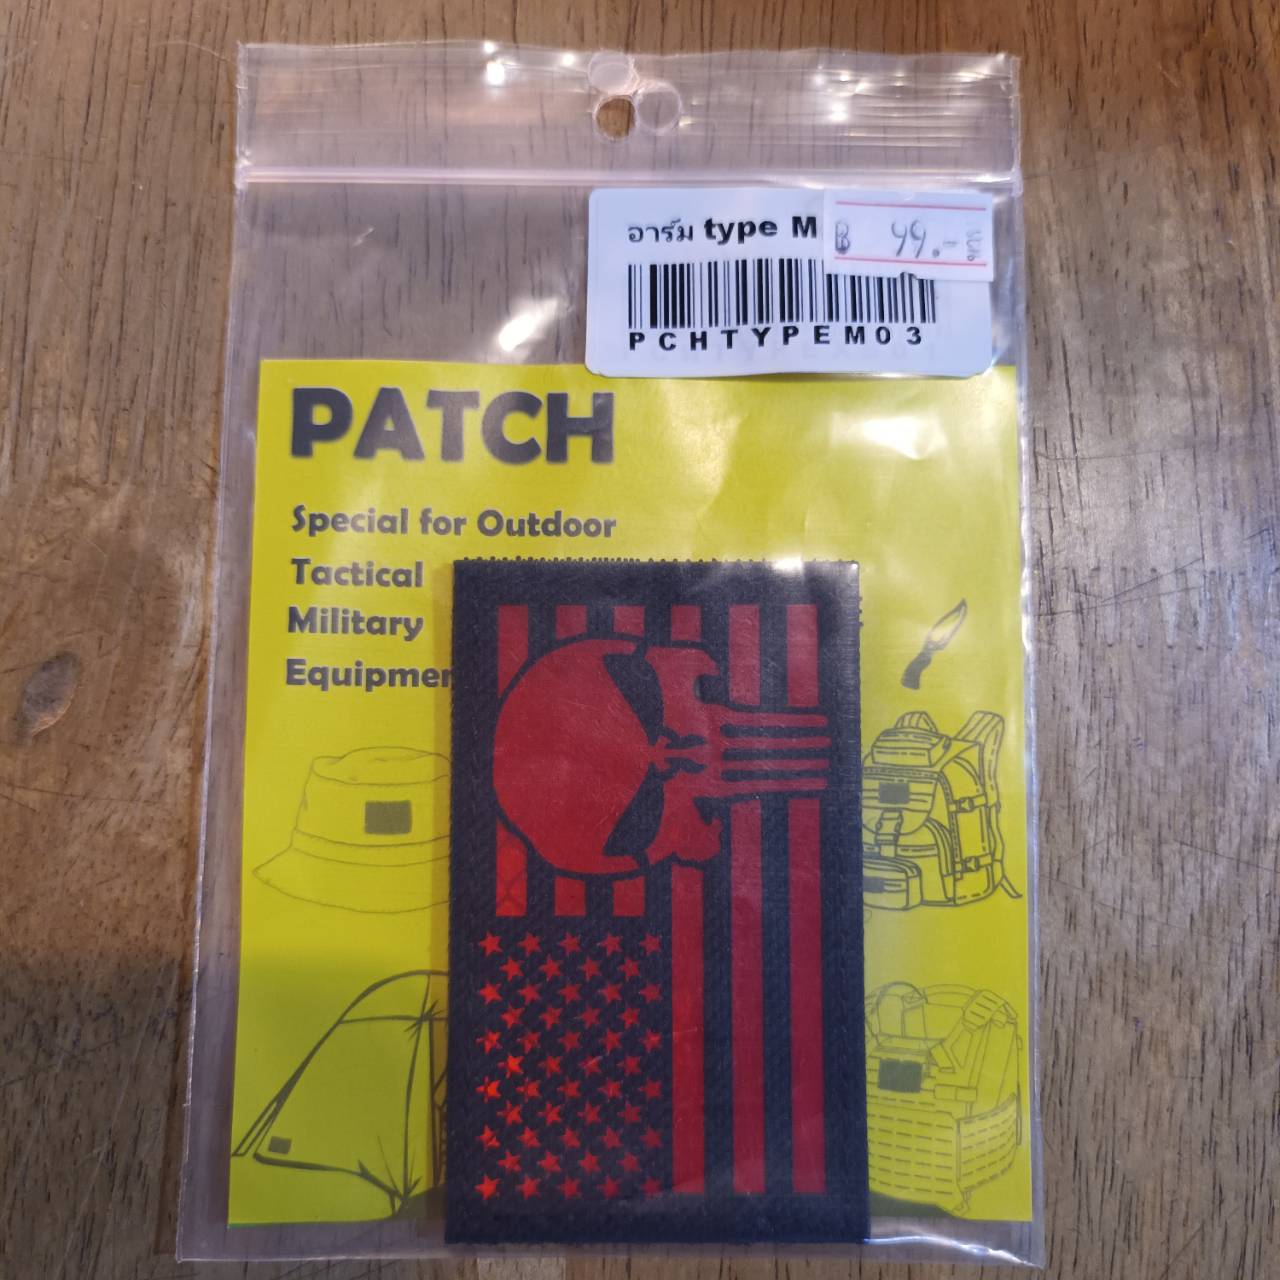 อาร์ม type M
฿ 99.-
PCHTYPEM03
PATCH
Special for Outdoor
Tactical
Military
Equipmen